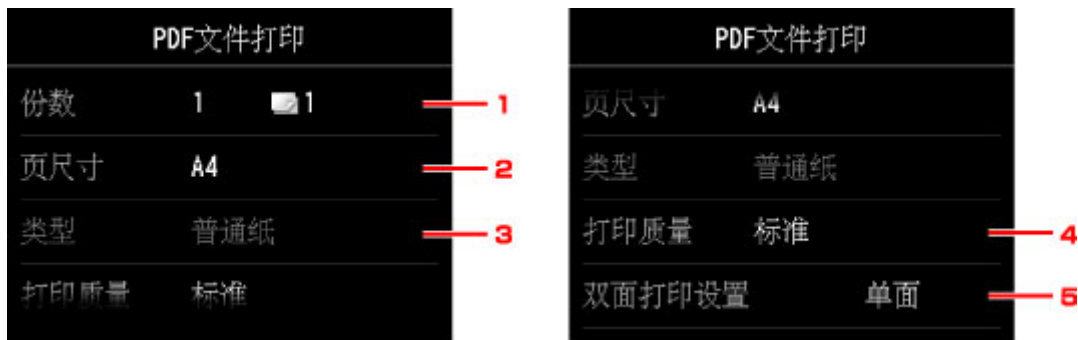 PDF文件打印
份数 1 1 1
页尺寸 A4 2
类型 普通纸 3
打印质量 标准
PDF文件打印
页尺寸 A4
类型 普通纸
打印质量 标准 4
双面打印设置 单面 5